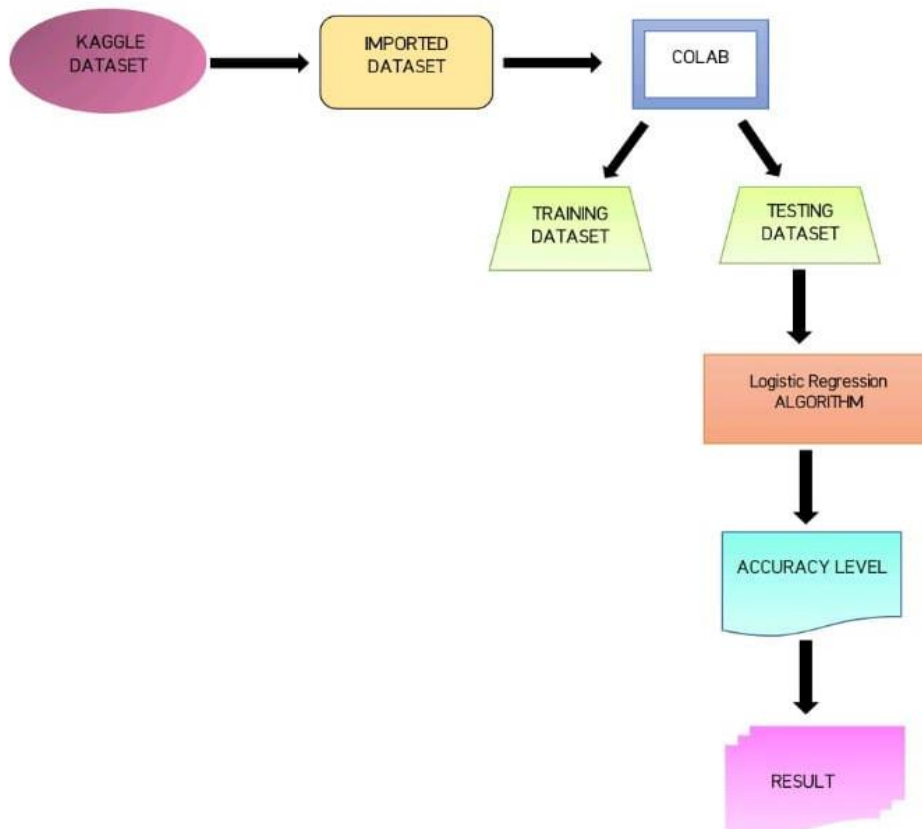 KAGGLE
DATASET
IMPORTED
DATASET
COLAB
TRAINING
DATASET
TESTING
DATASET
Logistic Regression
ALGORITHM
ACCURACY LEVEL
RESULT